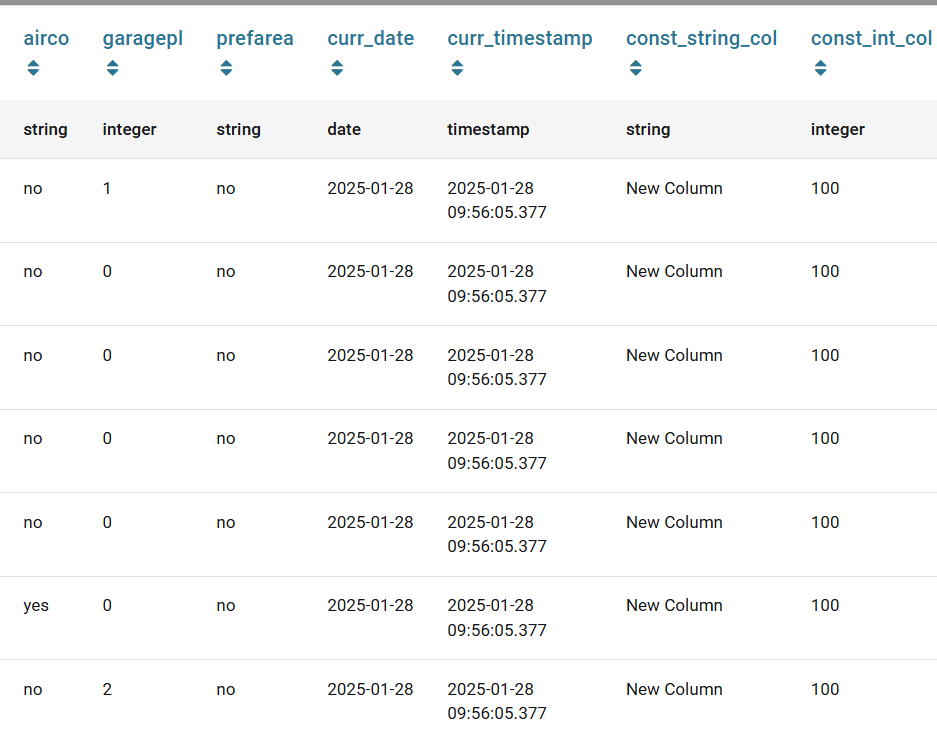 airco garagepl prefarea curr_date curr_timestamp const_string_col const_int_col
string integer string date timestamp string integer
no 1 no 2025-01-28 2025-01-28 New Column 100
09:56:05.377
no 0 no 2025-01-28 2025-01-28 New Column 100
09:56:05.377
no 0 no 2025-01-28 2025-01-28 New Column 100
09:56:05.377
no 0 no 2025-01-28 2025-01-28 New Column 100
09:56:05.377
no 0 no 2025-01-28 2025-01-28 New Column 100
09:56:05.377
yes 0 no 2025-01-28 2025-01-28 New Column 100
09:56:05.377
no 2 no 2025-01-28 2025-01-28 New Column 100
09:56:05.377